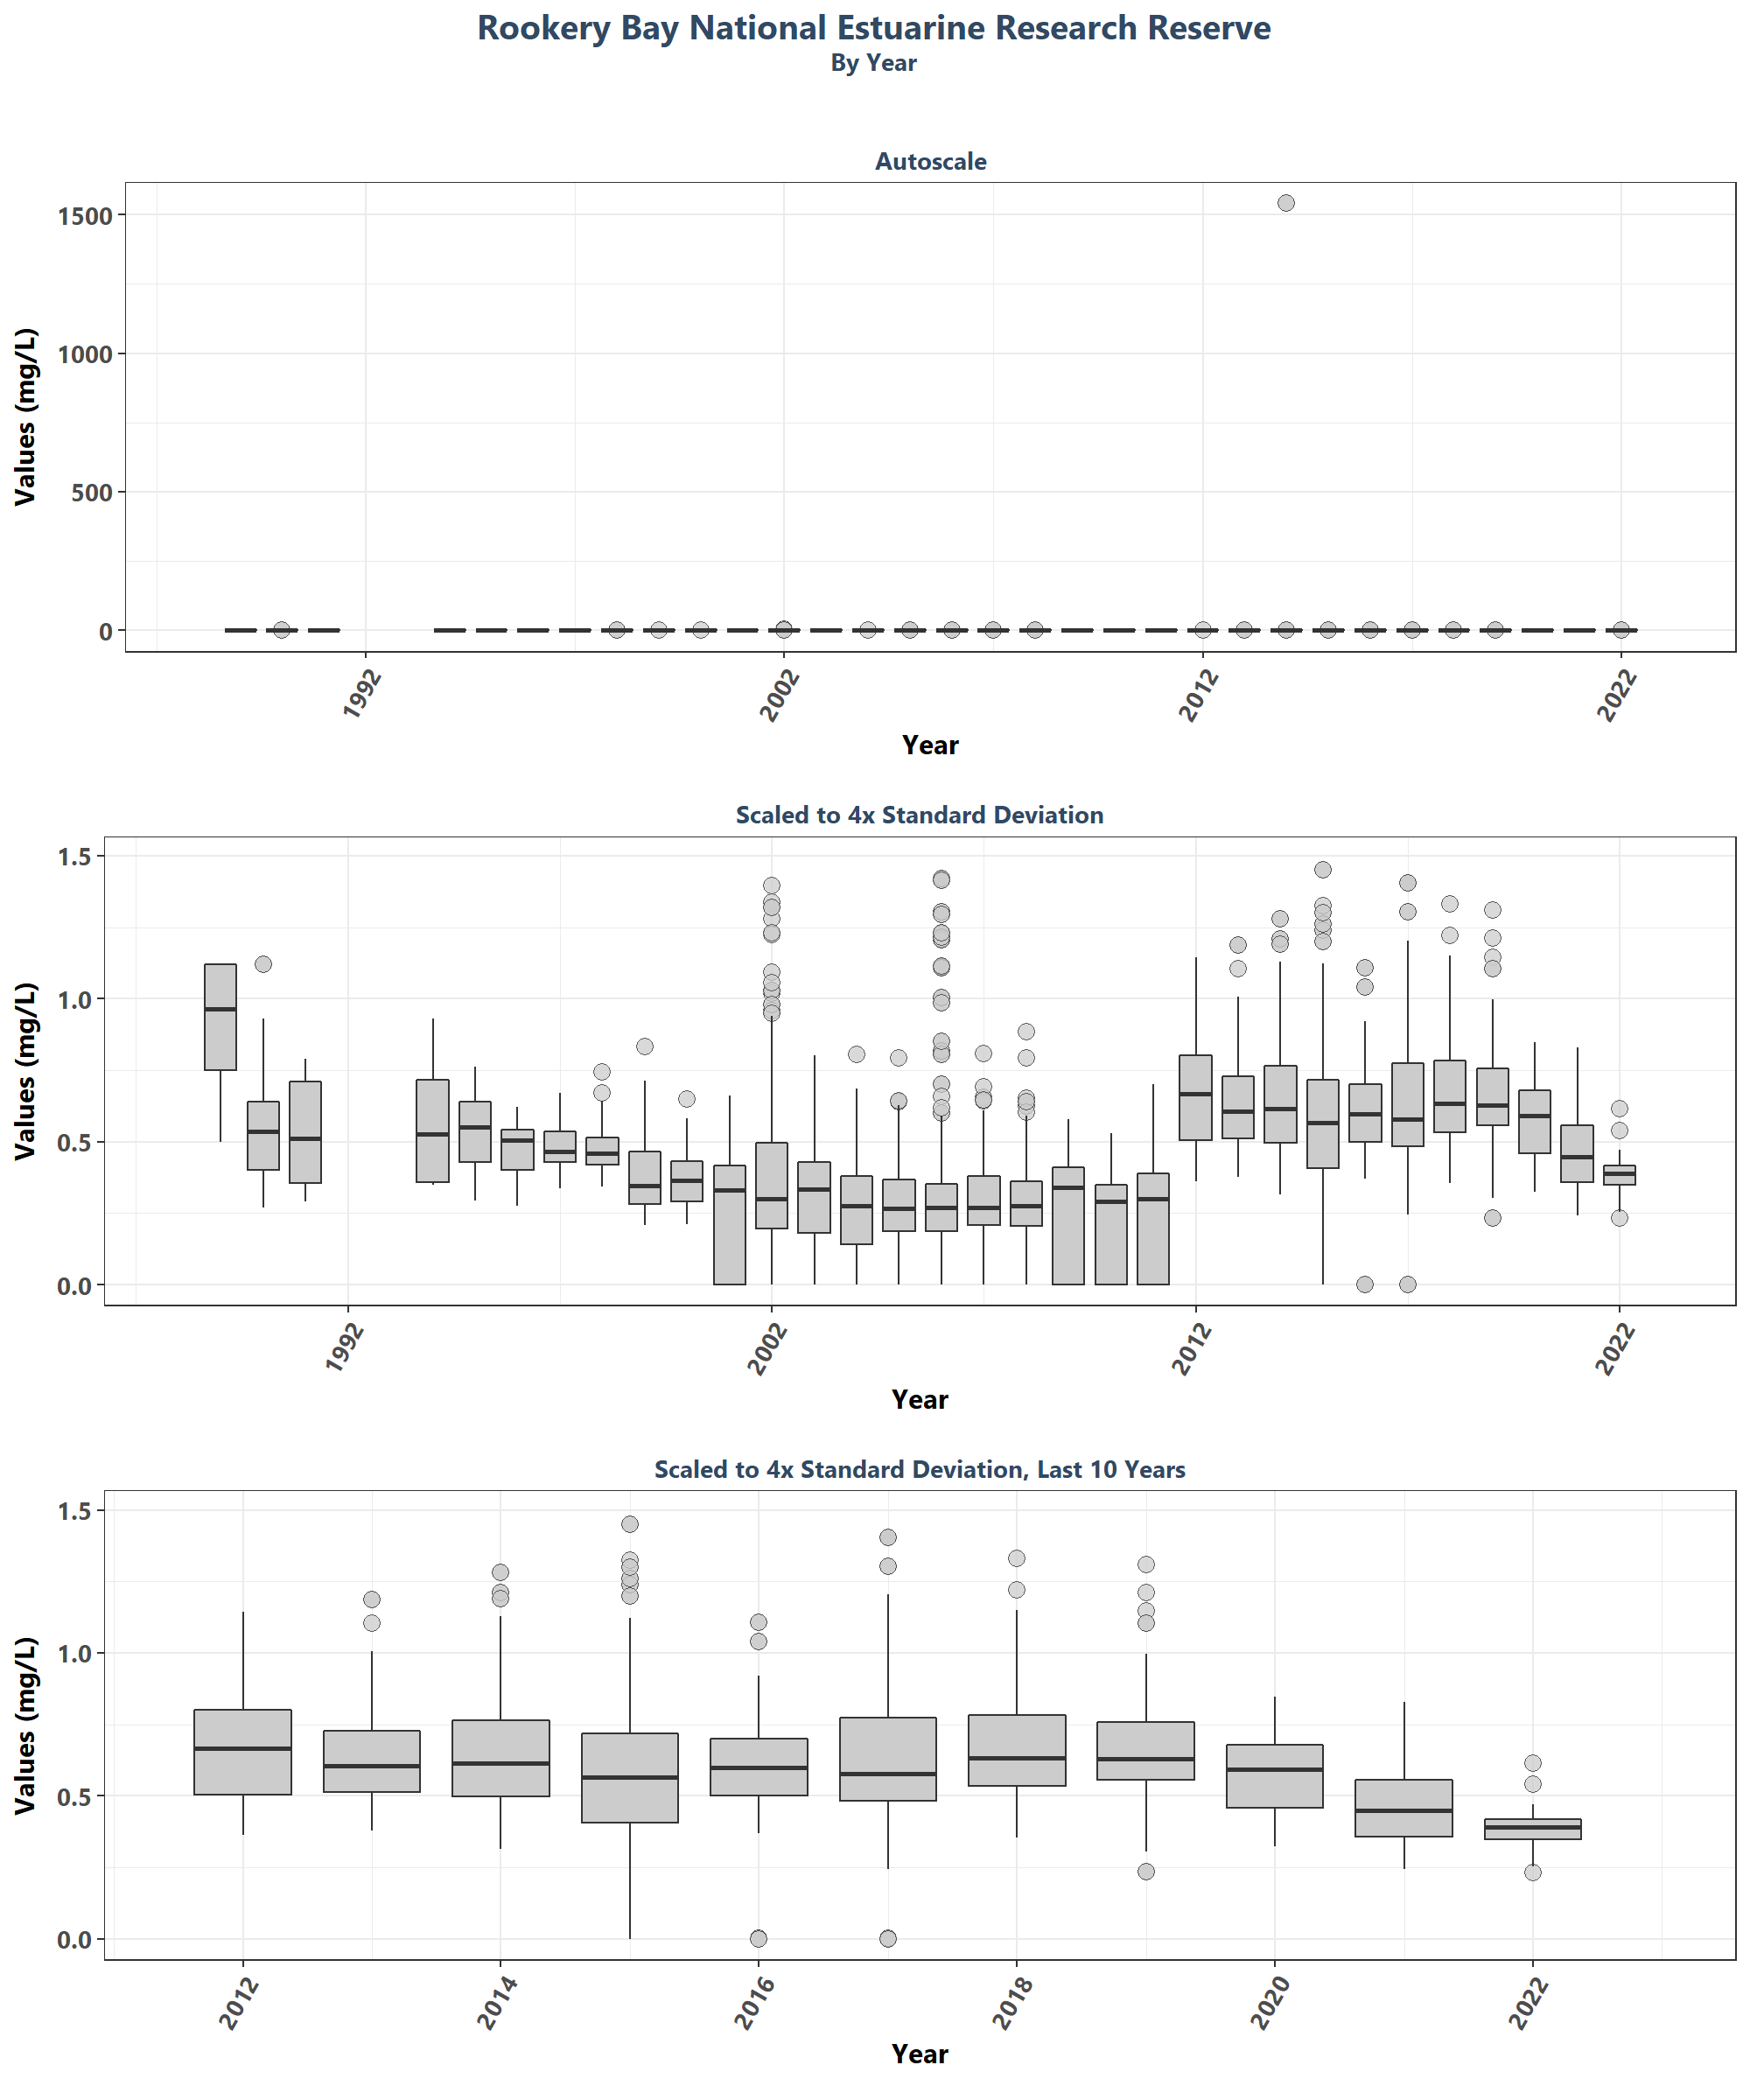 Rookery Bay National Estuarine Research Reserve
By Year
Autoscale
Values (mg/L)
1500
1000
500
0
1992
2002
2012
2022
Year
Scaled to 4x Standard Deviation
Values (mg/L)
1.5
1.0
0.5
0.0
1992
2002
2012
2022
Year
Scaled to 4x Standard Deviation, Last 10 Years
Values (mg/L)
1.5
1.0
0.5
0.0
2012
2014
2016
2018
2020
2022
Year